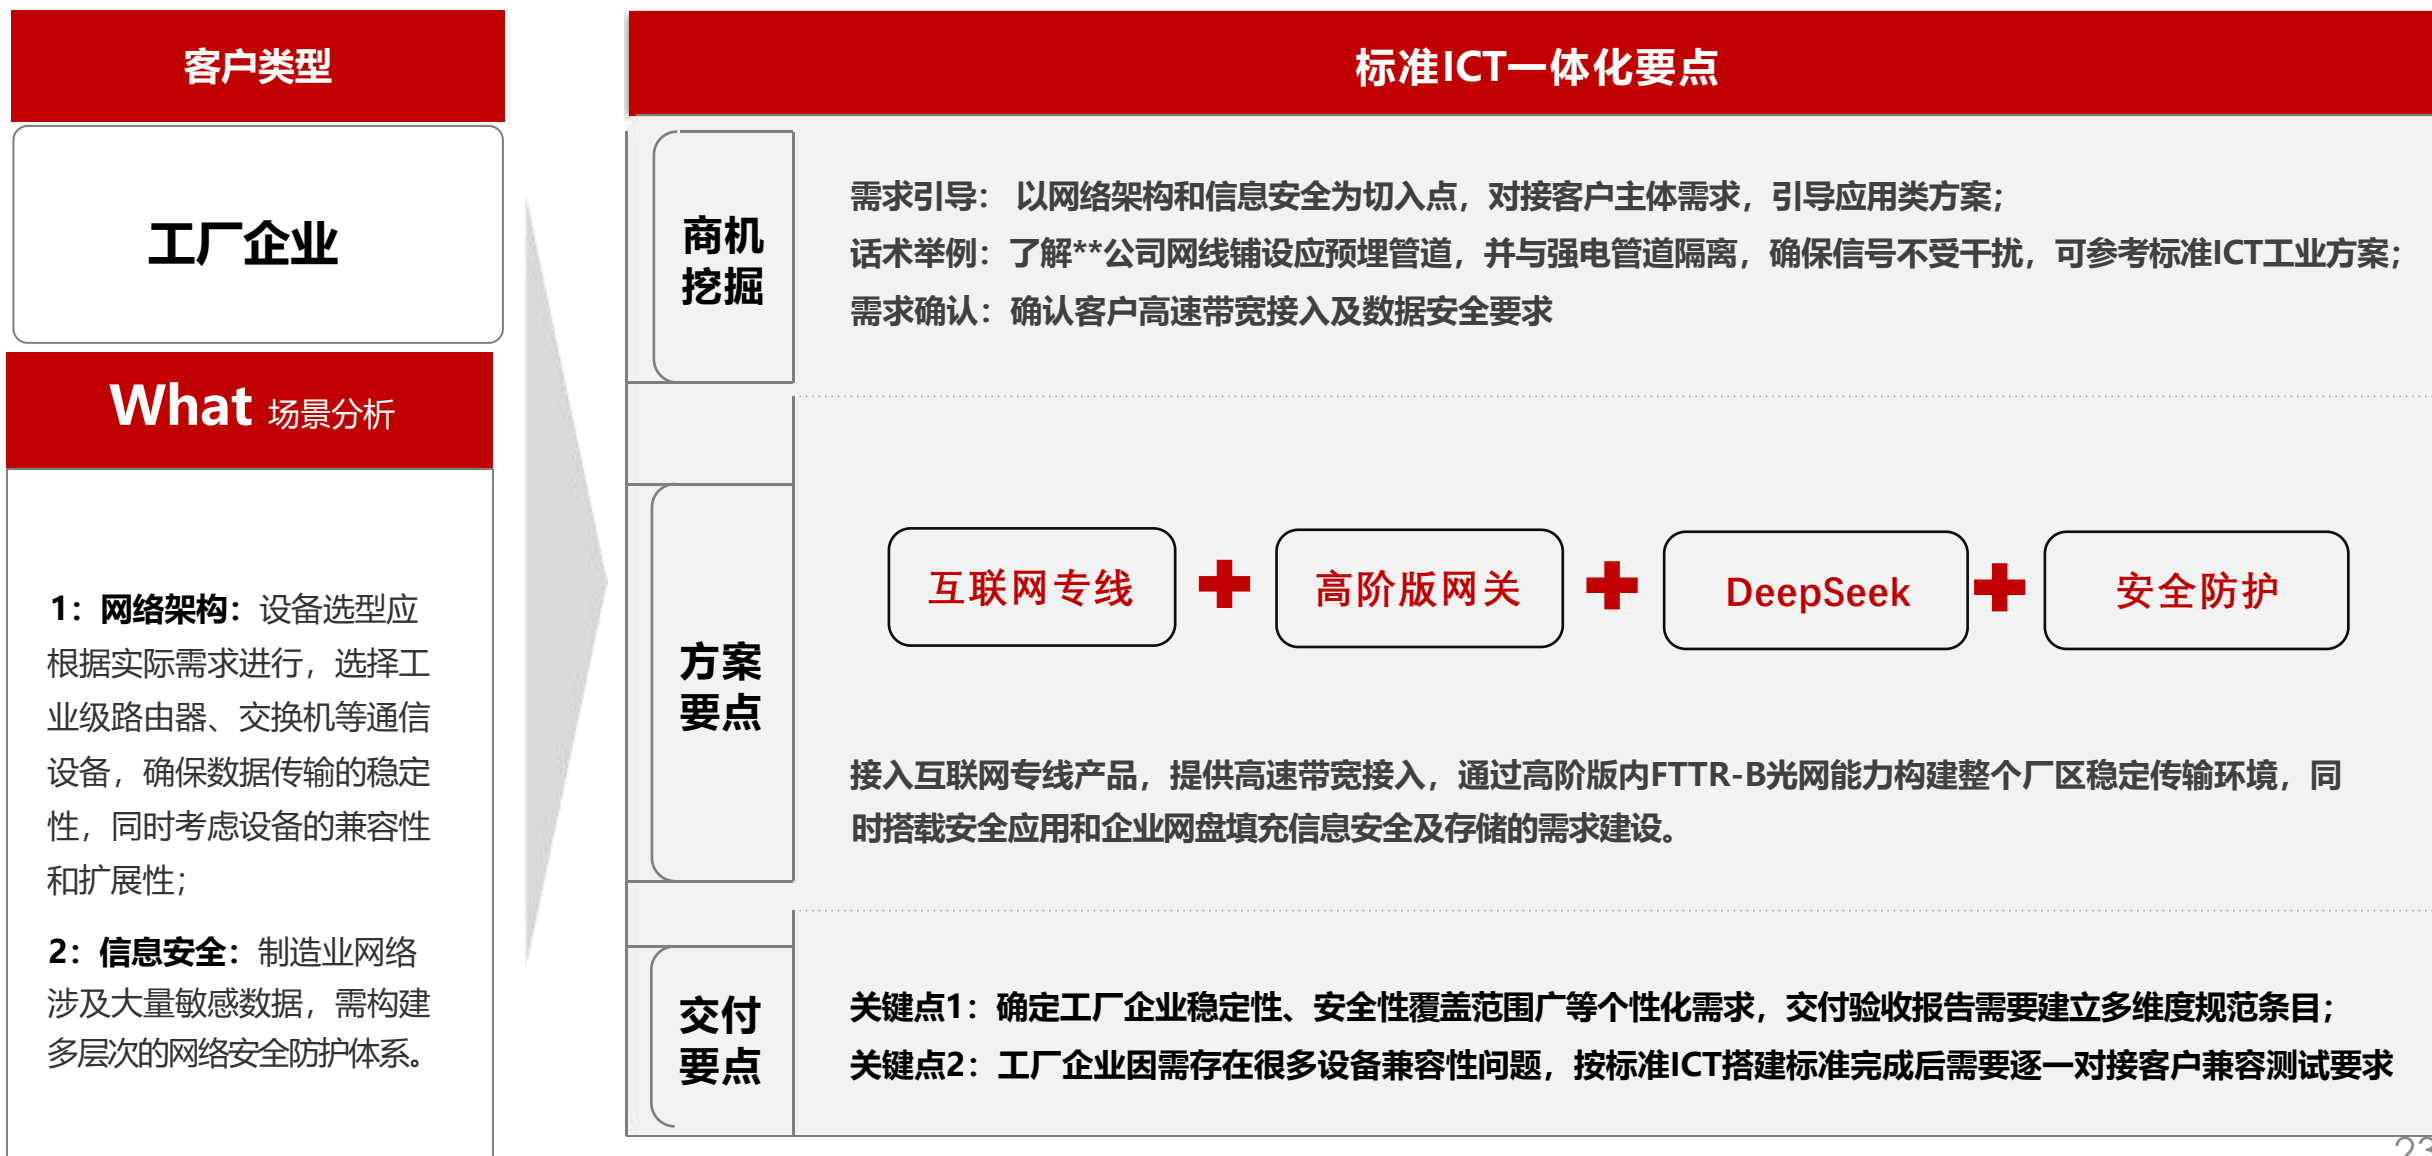 客户类型
工厂企业
What 场景分析
1：网络架构：设备选型应
根据实际需求进行，选择工
业级路由器、交换机等通信
设备，确保数据传输的稳定
性，同时考虑设备的兼容性
和扩展性；
2：信息安全：制造业网络
涉及大量敏感数据，需构建
多层次的网络安全防护体系。
标准ICT一体化要点
商机
挖掘
需求引导： 以网络架构和信息安全为切入点，对接客户主体需求，引导应用类方案；
话术举例：了解**公司网线铺设应预埋管道，并与强电管道隔离，确保信号不受干扰，可参考标准ICT工业方案；
需求确认：确认客户高速带宽接入及数据安全要求
方案
要点
互联网专线
高阶版网关
DeepSeek
安全防护
接入互联网专线产品，提供高速带宽接入，通过高阶版内FTTR-B光网能力构建整个厂区稳定传输环境，同
时搭载安全应用和企业网盘填充信息安全及存储的需求建设。
交付
要点
关键点1：确定工厂企业稳定性、安全性覆盖范围广等个性化需求，交付验收报告需要建立多维度规范条目；
关键点2：工厂企业因需存在很多设备兼容性问题，按标准ICT搭建标准完成后需要逐一对接客户兼容测试要求